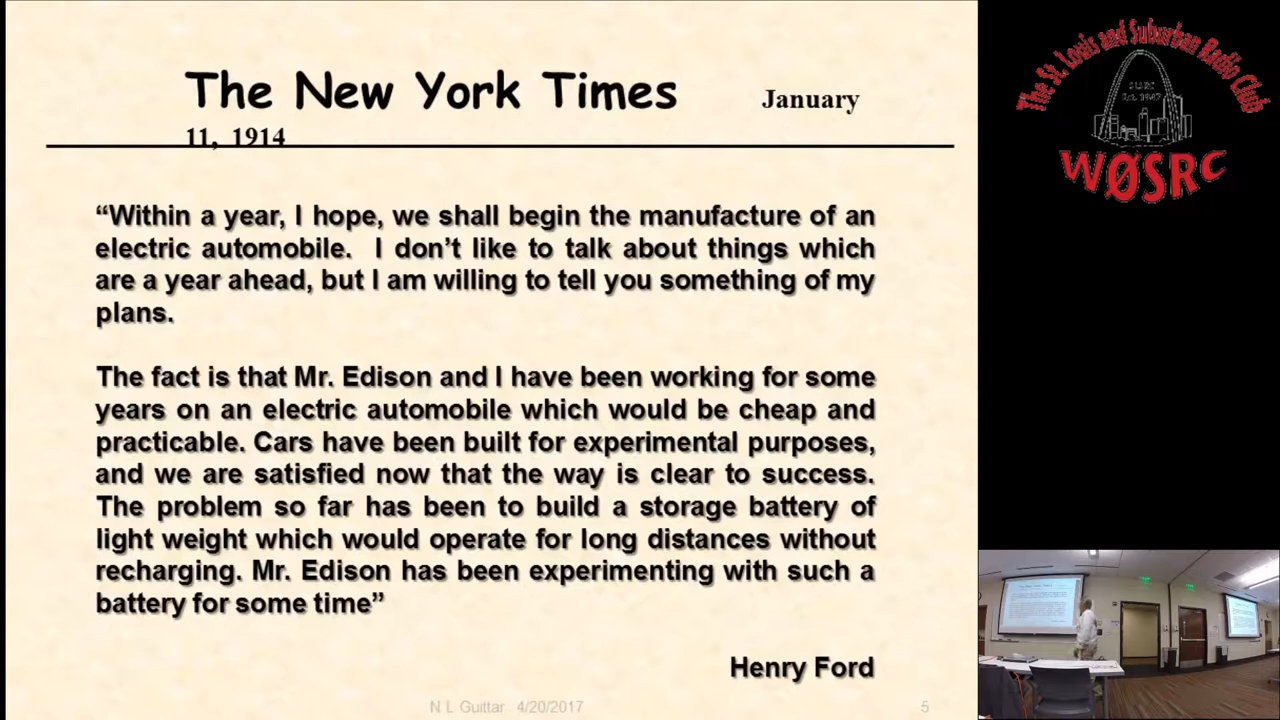 The New York Times January
11, 1914
“Within a year, I hope, we shall begin the manufacture of an
electric automobile. I don’t like to talk about things which
are a year ahead, but I am willing to tell you something of my
plans.
The fact is that Mr. Edison and I have been working for some
years on an electric automobile which would be cheap and
practicable. Cars have been built for experimental purposes,
and we are satisfied now that the way is clear to success.
The problem so far has been to build a storage battery of
light weight which would operate for long distances without
recharging. Mr. Edison has been experimenting with such a
battery for some time”
Henry Ford
N L Guittar 4/20/2017
5
The St. Louis and Suburban Radio Club
SLSRC
Est. 1947
WØSRC